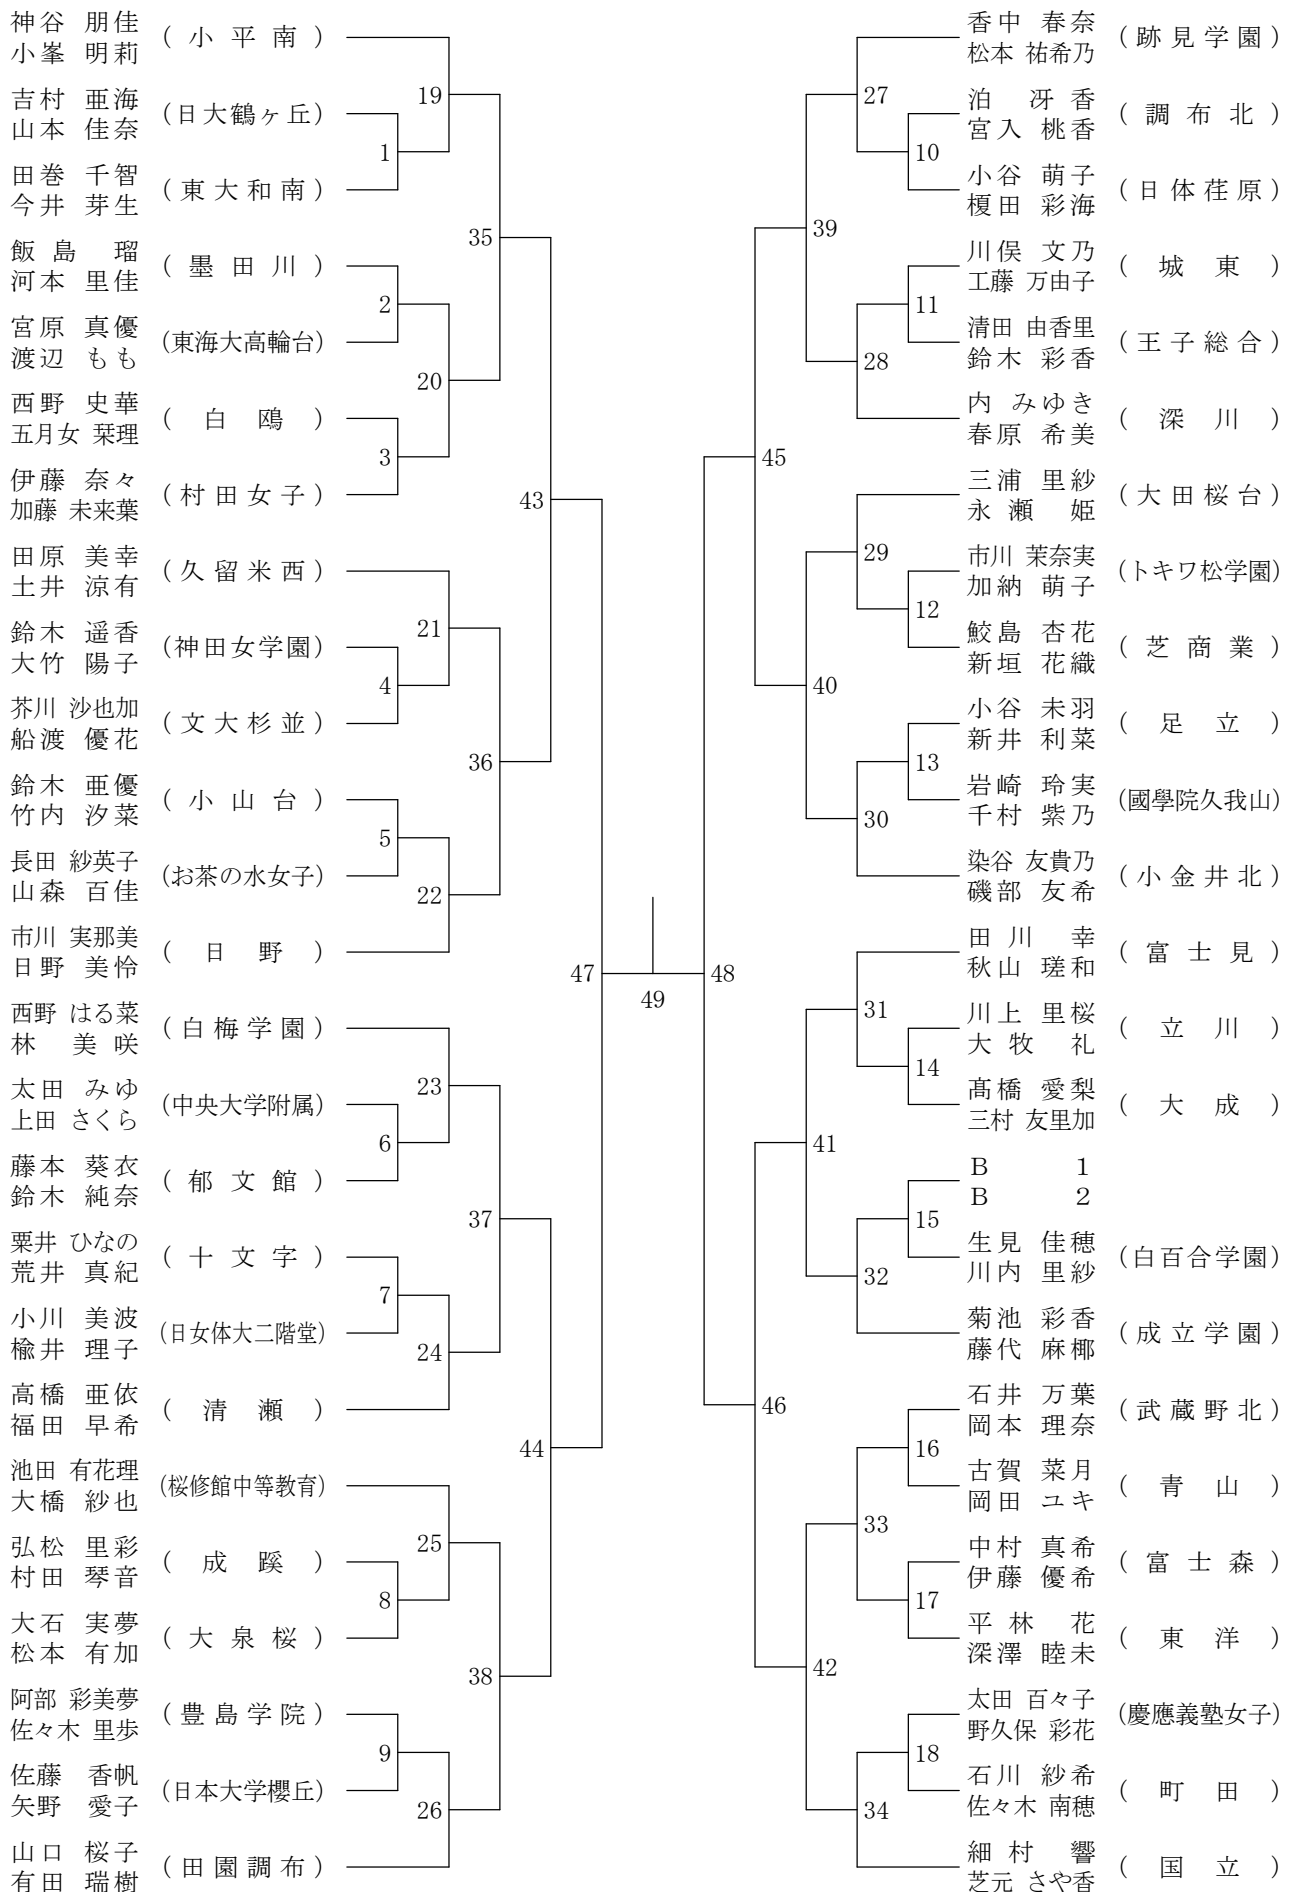 神谷 朋佳
小峯 明莉
(小平南)
吉村 亜海
山本 佳奈
(日大鶴ヶ丘)
田巻 千智
今井 芽生
(東大和南)
飯島 瑠
河本 里佳
(墨田川)
宮原 真優
渡辺 もも
(東海大高輪台)
西野 史華
五月女 栞理
(白鴎)
伊藤 奈々
加藤 未来葉
(村田女子)
田原 美幸
土井 涼有
(久留米西)
鈴木 遥香
大竹 陽子
(神田女学園)
芥川 沙也加
船渡 優花
(文大杉並)
鈴木 亜優
竹内 汐菜
(小山台)
長田 紗英子
山森 百佳
(お茶の水女子)
市川 実那美
日野 美怜
(日野)
西野 はる菜
林 美咲
(白梅学園)
太田 みゆ
上田 さくら
(中央大学附属)
藤本 葵衣
鈴木 純奈
(郁文館)
粟井 ひなの
荒井 真紀
(十文字)
小川 美波
楡井 理子
(日女体大二階堂)
高橋 亜依
福田 早希
(清瀬)
池田 有花理
大橋 紗也
(桜修館中等教育)
弘松 里彩
村田 琴音
(成蹊)
大石 実夢
松本 有加
(大泉桜)
阿部 彩美夢
佐々木 里歩
(豊島学院)
佐藤 香帆
矢野 愛子
(日本大学櫻丘)
山口 桜子
有田 瑞樹
(田園調布)
1
2
3
4
5
6
7
8
9
19
20
21
22
23
24
25
26
35
36
37
38
43
44
47
49
48
45
46
39
40
41
42
27
28
29
30
31
32
33
34
10
11
12
13
14
15
16
17
18
香中 春奈
松本 祐希乃
(跡見学園)
泊 冴香
宮入 桃香
(調布北)
小谷 萌子
榎田 彩海
(日体荏原)
川俣 文乃
工藤 万由子
(城東)
清田 由香里
鈴木 彩香
(王子総合)
内 みゆき
春原 希美
(深川)
三浦 里紗
永瀬 姫
(大田桜台)
市川 茉奈実
加納 萌子
(トキワ松学園)
鮫島 杏花
新垣 花織
(芝商業)
小谷 未羽
新井 利菜
(足立)
岩崎 玲実
千村 紫乃
(國學院久我山)
染谷 友貴乃
磯部 友希
(小金井北)
田川 幸
秋山 瑳和
(富士見)
川上 里桜
大牧 礼
(立川)
髙橋 愛梨
三村 友里加
(大成)
B 1
B 2
生見 佳穂
川内 里紗
(白百合学園)
菊池 彩香
藤代 麻椰
(成立学園)
石井 万葉
岡本 理奈
(武蔵野北)
古賀 菜月
岡田 ユキ
(青山)
中村 真希
伊藤 優希
(富士森)
平林 花
深澤 睦未
(東洋)
太田 百々子
野久保 彩花
(慶應義塾女子)
石川 紗希
佐々木 南穂
(町田)
細村 響
芝元 さや香
(国立)